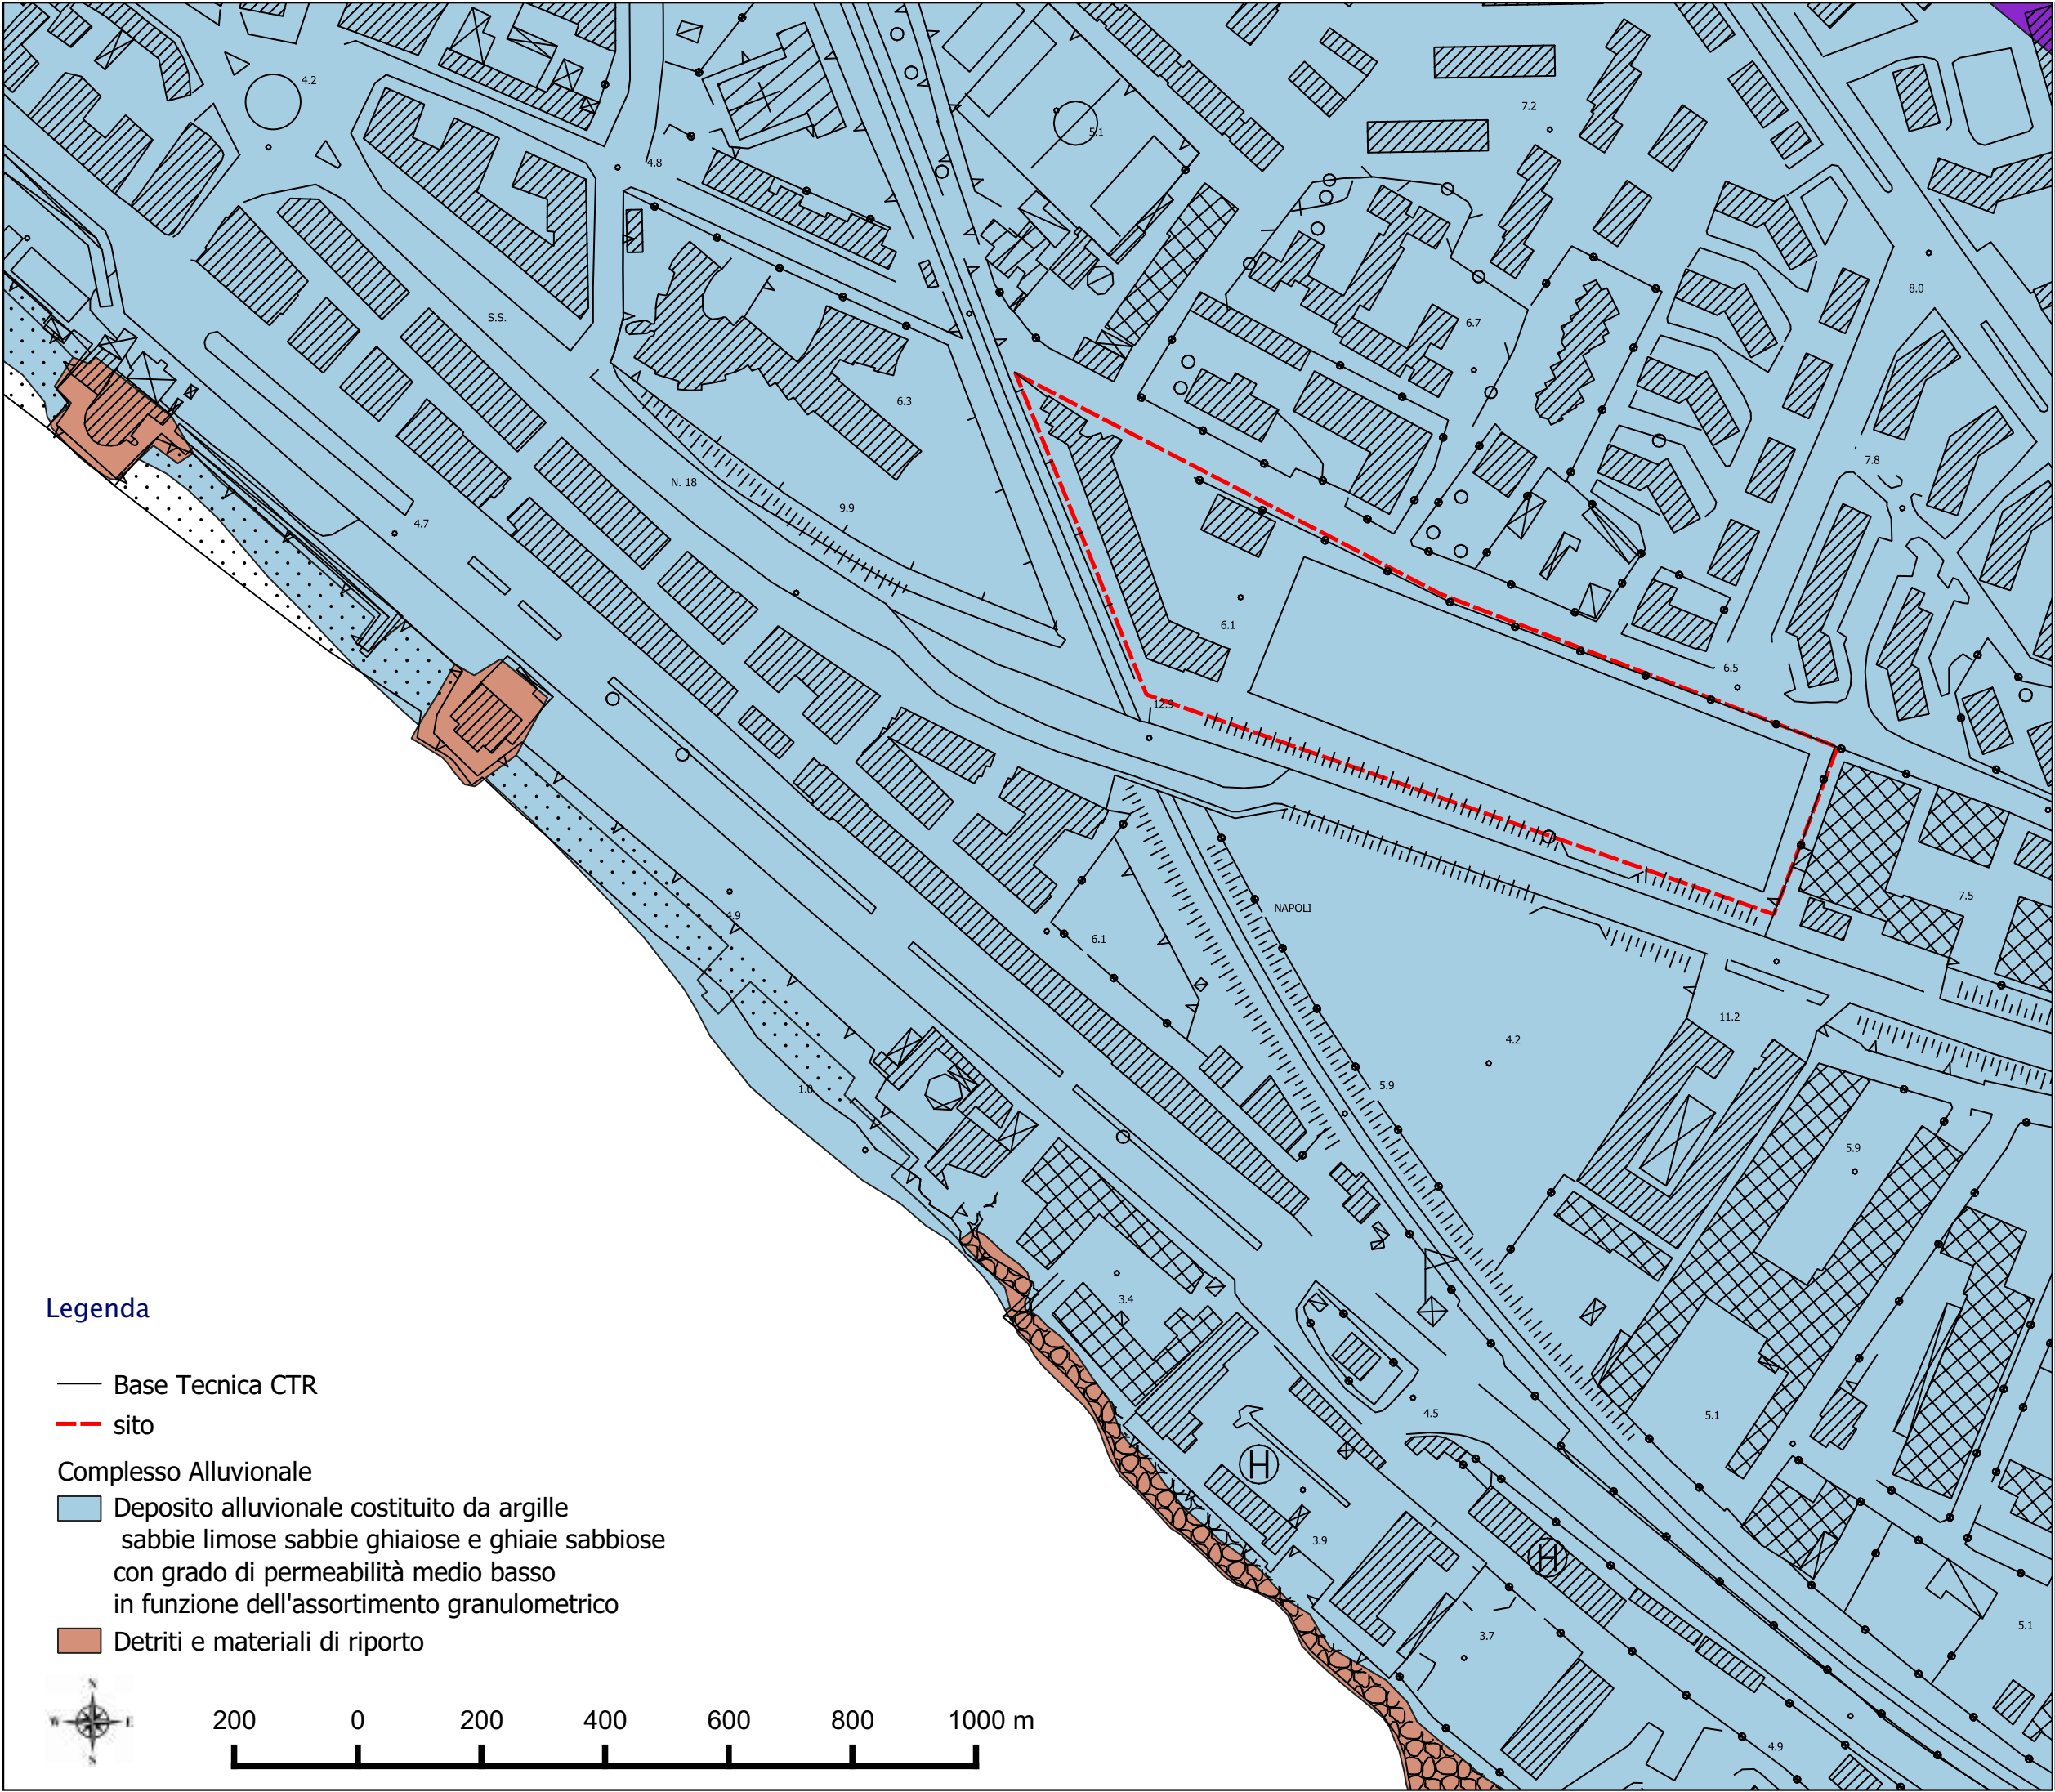 4.2
7.2
5.1
4.8
8.0
S.S.
6.7
6.3
7.8
N. 18
9.9
4.7
6.1
6.5
12.9
7.5
NAPOLI
4.9
6.1
11.2
4.2
5.9
1.0
5.9
3.4
4.5
5.1
H
3.9
H
3.7
5.1
4.9
Legenda
Base Tecnica CTR
sito
Complesso Alluvionale
Deposito alluvionale costituito da argille
sabbie limose sabbie ghiaiose e ghiaie sabbiose
con grado di permeabilità medio basso
in funzione dell'assortimento granulometrico
Detriti e materiali di riporto
N
W E
S
200 0 200 400 600 800 1000 m